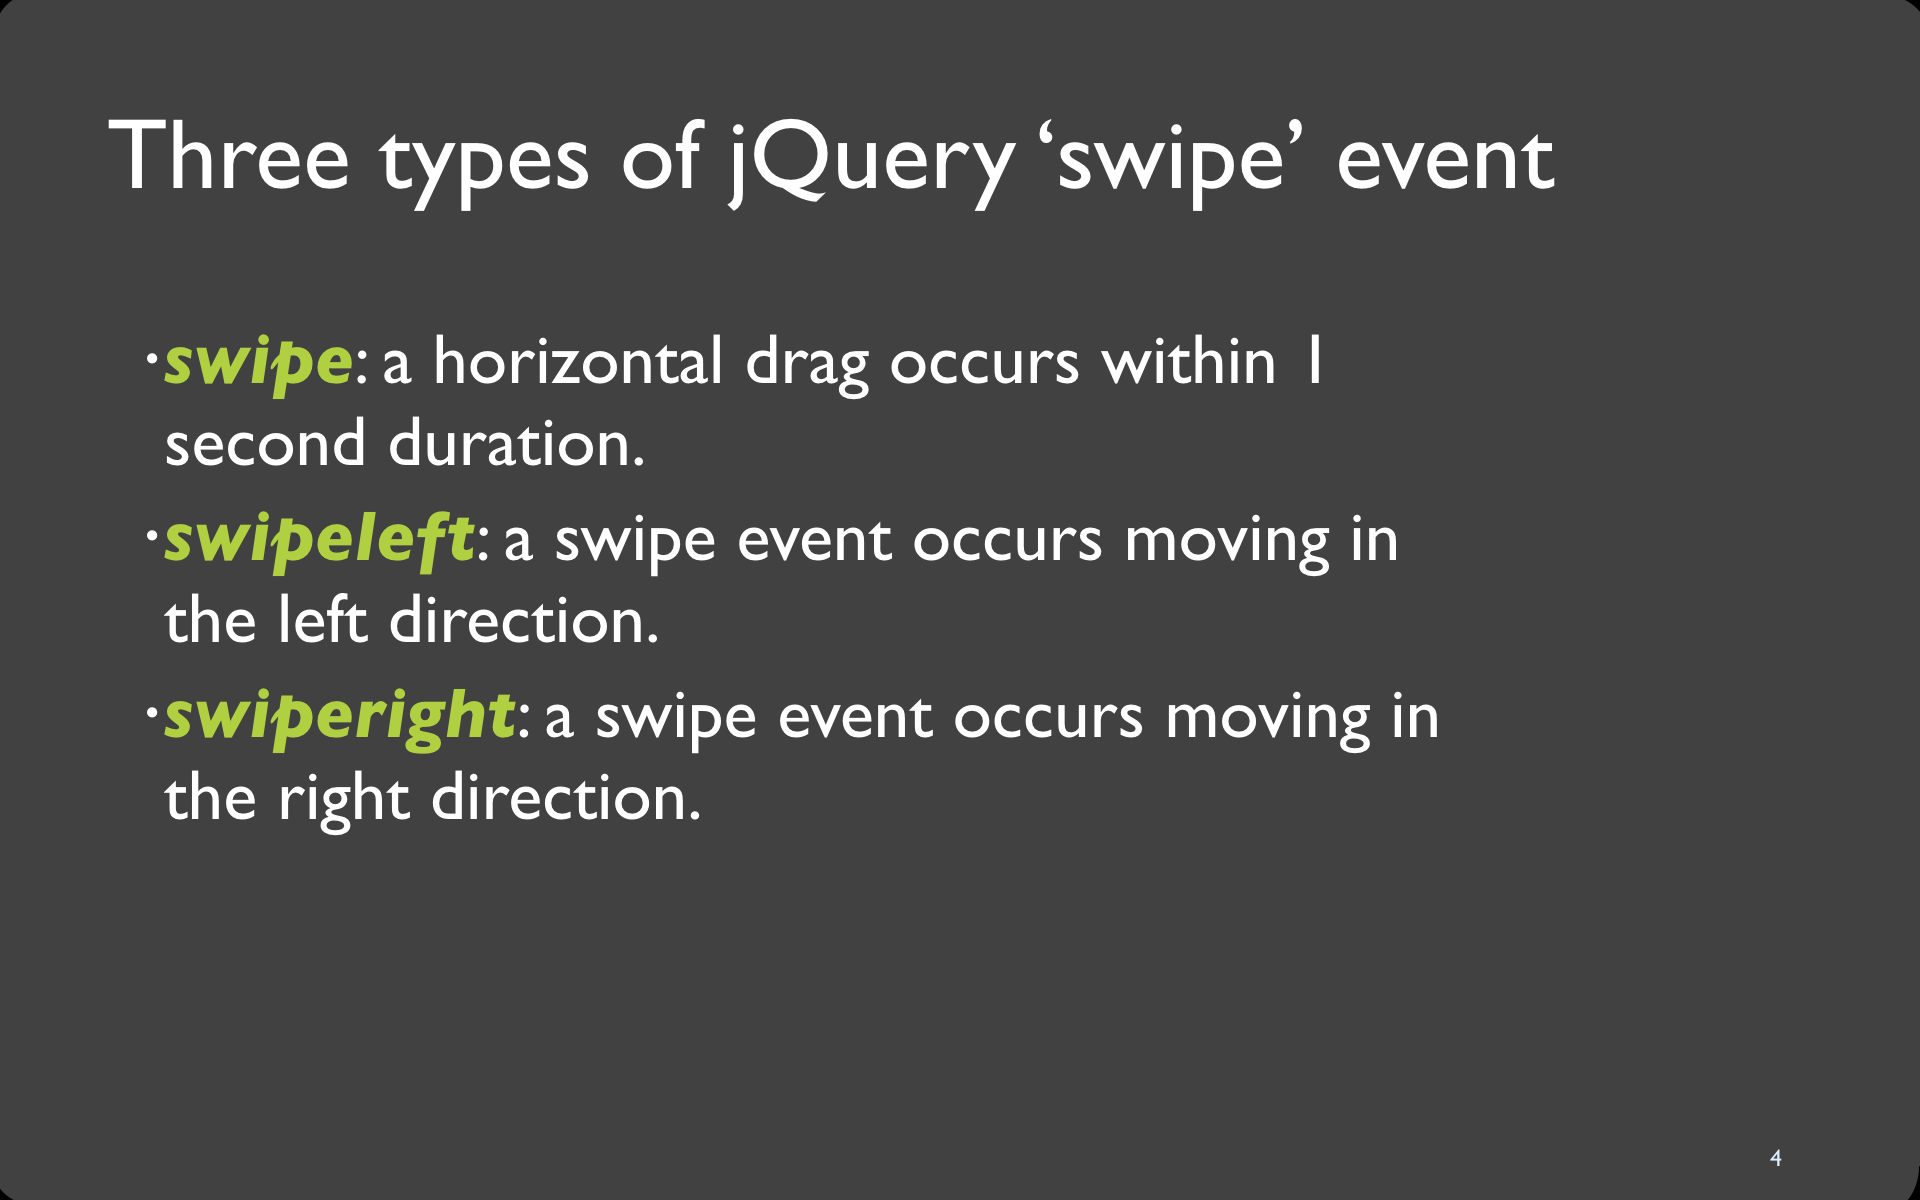 Three types of jQuery ‘swipe’ event
•swipe: a horizontal drag occurs within 1
second duration.
•swipeleft: a swipe event occurs moving in
the left direction.
•swiperight: a swipe event occurs moving in
the right direction.
4